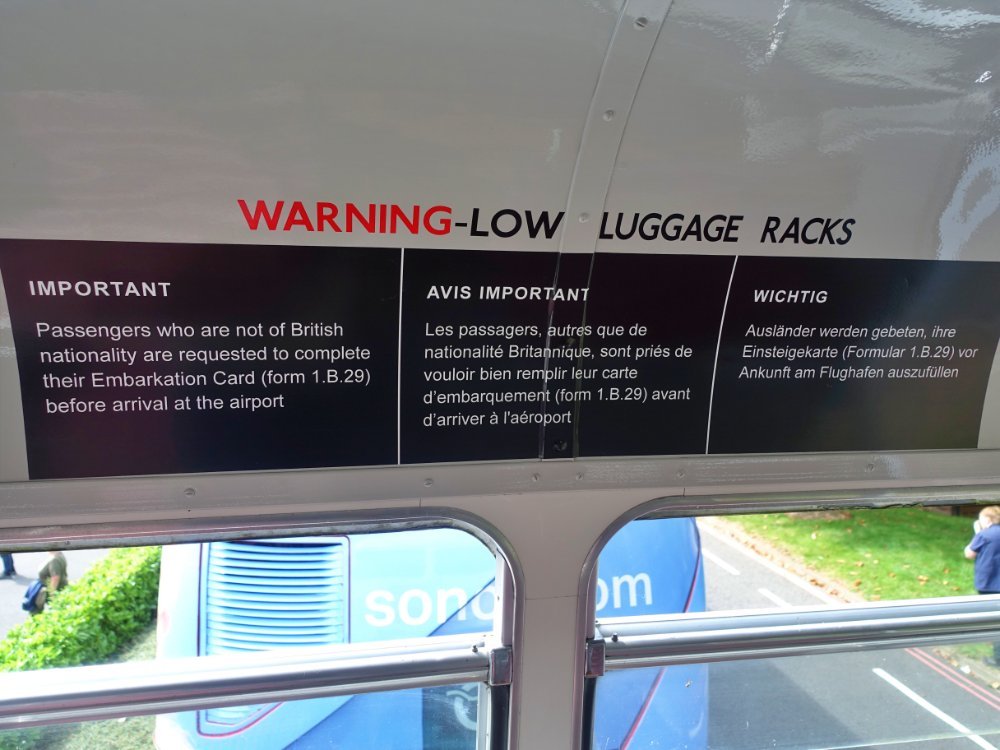 WARNING-LOW LUGGAGE RACKS
IMPORTANT
Passengers who are not of British
nationality are requested to complete
their Embarkation Card (form 1.B.29)
before arrival at the airport
AVIS IMPORTANT
Les passagers, autres que de
nationalité Britannique, sont priés de
vouloir bien remplir leur carte
d'embarquement (form 1.B.29) avant
d'arriver à l'aéroport
WICHTIG
Ausländer werden gebeten, ihre
Einsteigekarte (Formular 1.B.29) vor
Ankunft am Flughafen auszufüllen